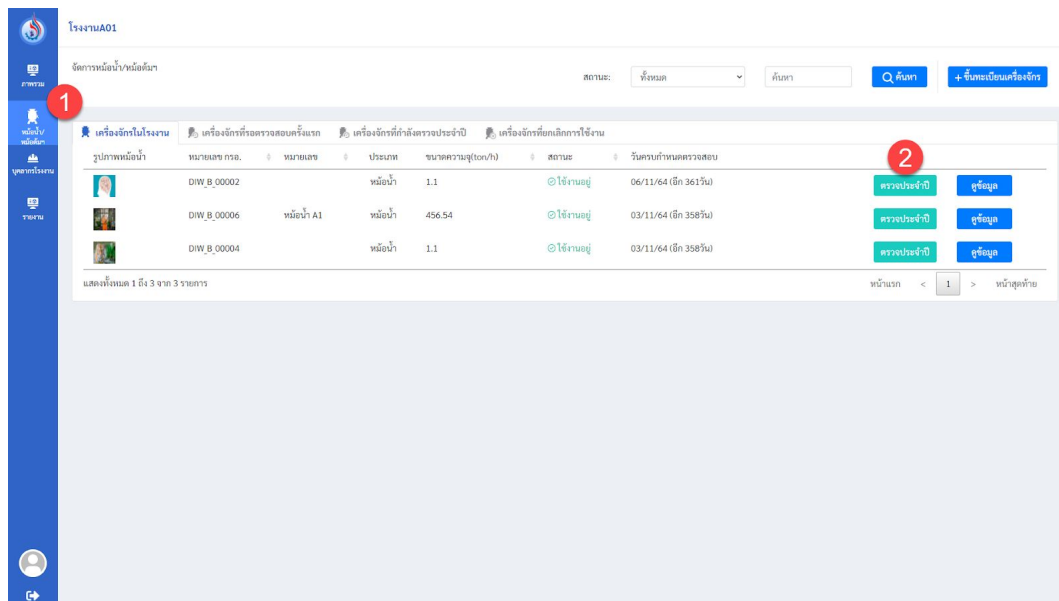 โรงงานA01
ภาพรวม
จัดการหม้อน้ำ/หม้อต้มฯ
สถานะ: ทั้งหมด ค้นหา ค้นหา + ขึ้นทะเบียนเครื่องจักร
1
หม้อน้ำ/
หม้อต้มฯ
บุคลากรโรงงาน
รายงาน
เครื่องจักรในโรงงาน เครื่องจักรที่รอตรวจสอบครั้งแรก เครื่องจักรที่กำลังตรวจประจำปี เครื่องจักรที่ยกเลิกการใช้งาน
รูปภาพหม้อน้ำ หมายเลข กรอ. หมายเลข ประเภท ขนาดความจุ(ton/h) สถานะ วันครบกำหนดตรวจสอบ
2
DIW_B_00002 หม้อน้ำ 1.1 ใช้งานอยู่ 06/11/64 (อีก 361วัน) ตรวจประจำปี ดูข้อมูล
DIW_B_00006 หม้อน้ำ A1 หม้อน้ำ 456.54 ใช้งานอยู่ 03/11/64 (อีก 358วัน) ตรวจประจำปี ดูข้อมูล
DIW_B_00004 หม้อน้ำ 1.1 ใช้งานอยู่ 03/11/64 (อีก 358วัน) ตรวจประจำปี ดูข้อมูล
แสดงทั้งหมด 1 ถึง 3 จาก 3 รายการ หน้าแรก < 1 > หน้าสุดท้าย